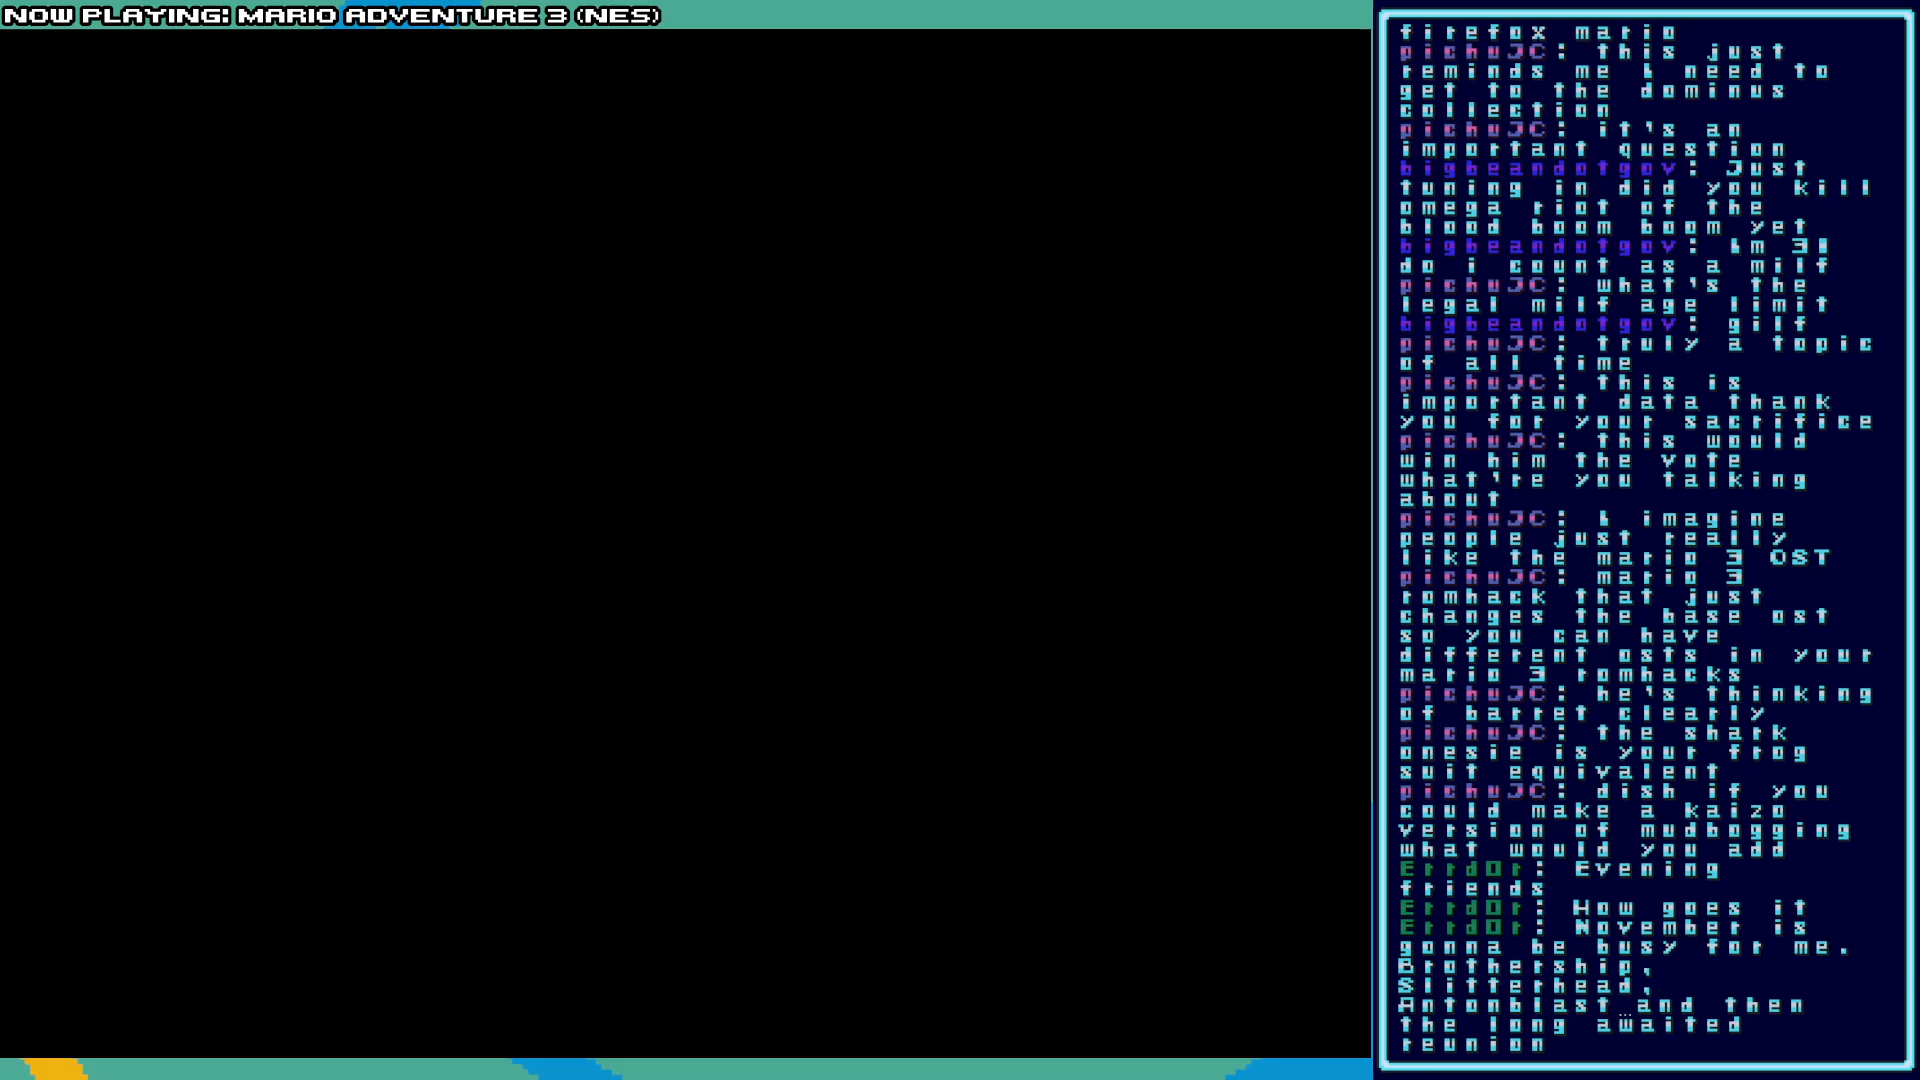 NOW PLAYING: MARIO ADVENTURE 3 (NES)
firefox mario
pichuJC: this just
reminds me I need to
get to the dominus
collection
pichuJC: it's an
important question
bigbeandotgov: Just
tuning in did you kill
omega riot of the
blood boom boom yet
bigbeandotgov: Im 31
do i count as a milf
pichuJC: what's the
legal milf age limit
bigbeandotgov: gilf
pichuJC: truly a topic
of all time
pichuJC: this is
important data thank
you for your sacrifice
pichuJC: this would
win him the vote
what're you talking
about
pichuJC: I imagine
people just really
like the mario 3 OST
pichuJC: mario 3
romhack that just
changes the base ost
so you can have
different osts in your
mario 3 romhacks
pichuJC: he's thinking
of barret clearly
pichuJC: the shark
onesie is your frog
suit equivalent
pichuJC: dish if you
could make a kaizo
version of mudbogging
what would you add
Errd0r: Evening
friends
Errd0r: How goes it
Errd0r: November is
gonna be busy for me.
Brothership,
Slitterhead,
Antonblast…and then
the long awaited
reunion